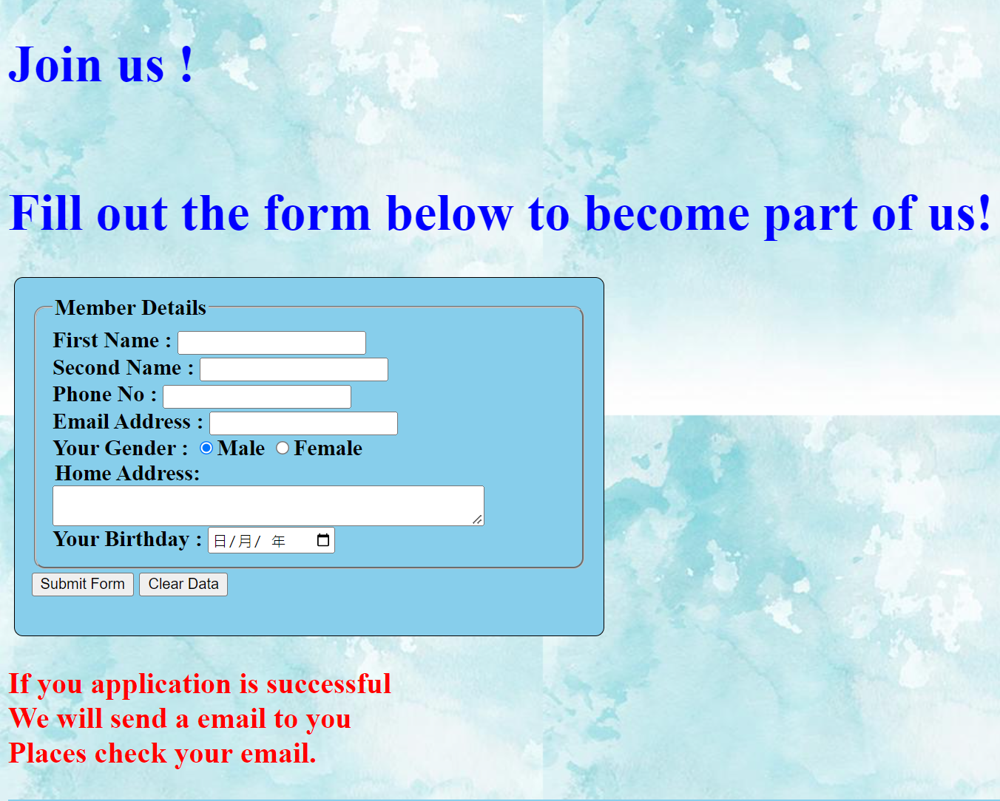 Join us !
Fill out the form below to become part of us!
Member Details
First Name :
Second Name :
Phone No :
Email Address :
Your Gender : Male Female
Home Address:
Your Birthday : 日/月/ 年
Submit Form Clear Data
If you application is successful
We will send a email to you
Places check your email.